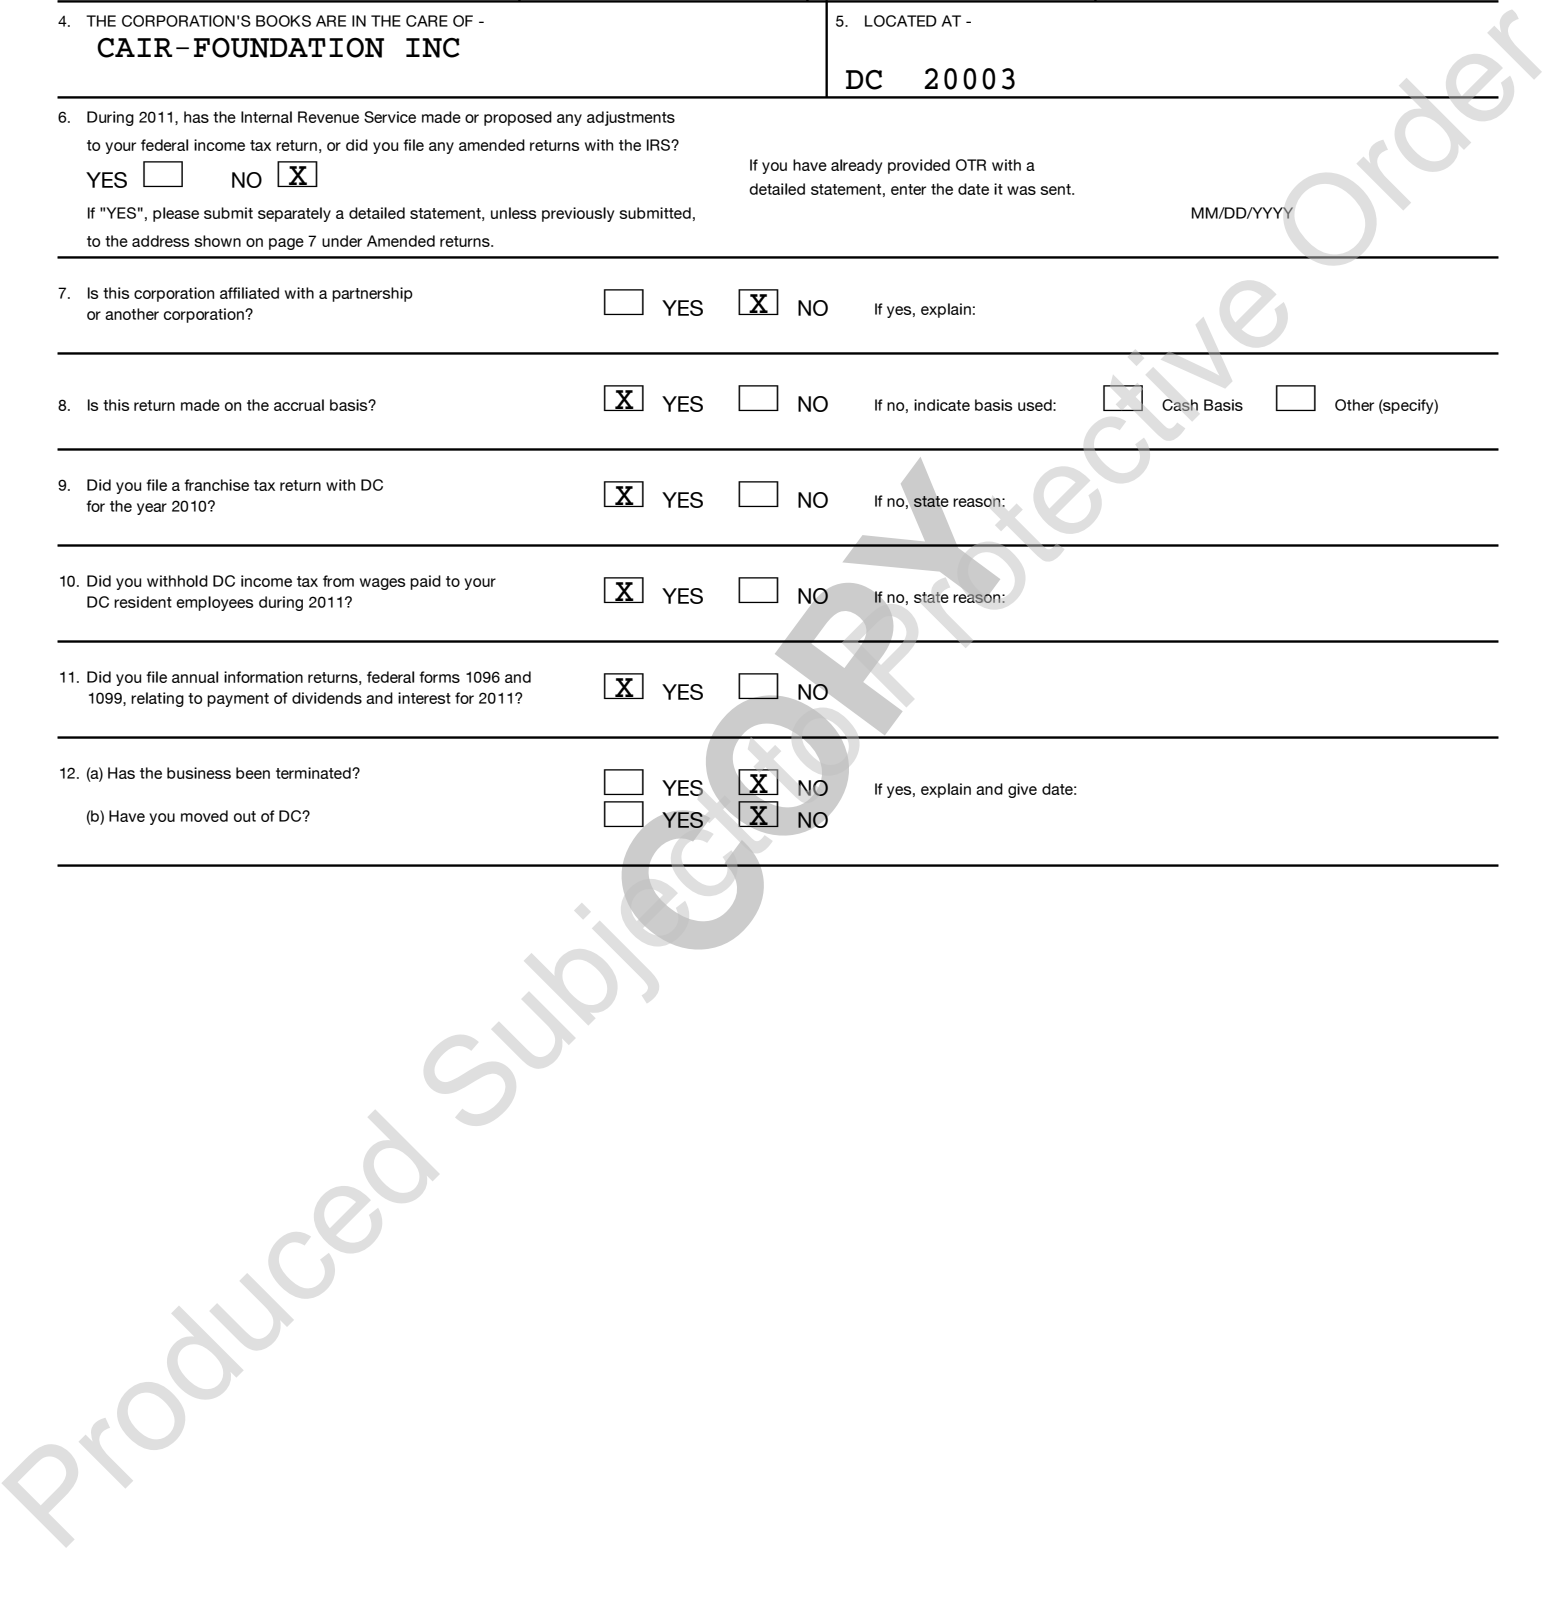 4. THE CORPORATION'S BOOKS ARE IN THE CARE OF -
CAIR-FOUNDATION INC
5. LOCATED AT -
DC 20003
6. During 2011, has the Internal Revenue Service made or proposed any adjustments
to your federal income tax return, or did you file any amended returns with the IRS?
YES NO X
If "YES", please submit separately a detailed statement, unless previously submitted,
to the address shown on page 7 under Amended returns.
If you have already provided OTR with a
detailed statement, enter the date it was sent.
MM/DD/YYYY
7. Is this corporation affiliated with a partnership
or another corporation?
YES X NO If yes, explain:
8. Is this return made on the accrual basis? X YES NO If no, indicate basis used: Cash Basis Other (specify)
9. Did you file a franchise tax return with DC
for the year 2010?
X YES NO If no, state reason:
10. Did you withhold DC income tax from wages paid to your
DC resident employees during 2011?
X YES NO If no, state reason:
11. Did you file annual information returns, federal forms 1096 and
1099, relating to payment of dividends and interest for 2011?
X YES NO
12. (a) Has the business been terminated? YES X NO If yes, explain and give date:
(b) Have you moved out of DC? YES X NO
COPY
Produced Subject to Protective Order